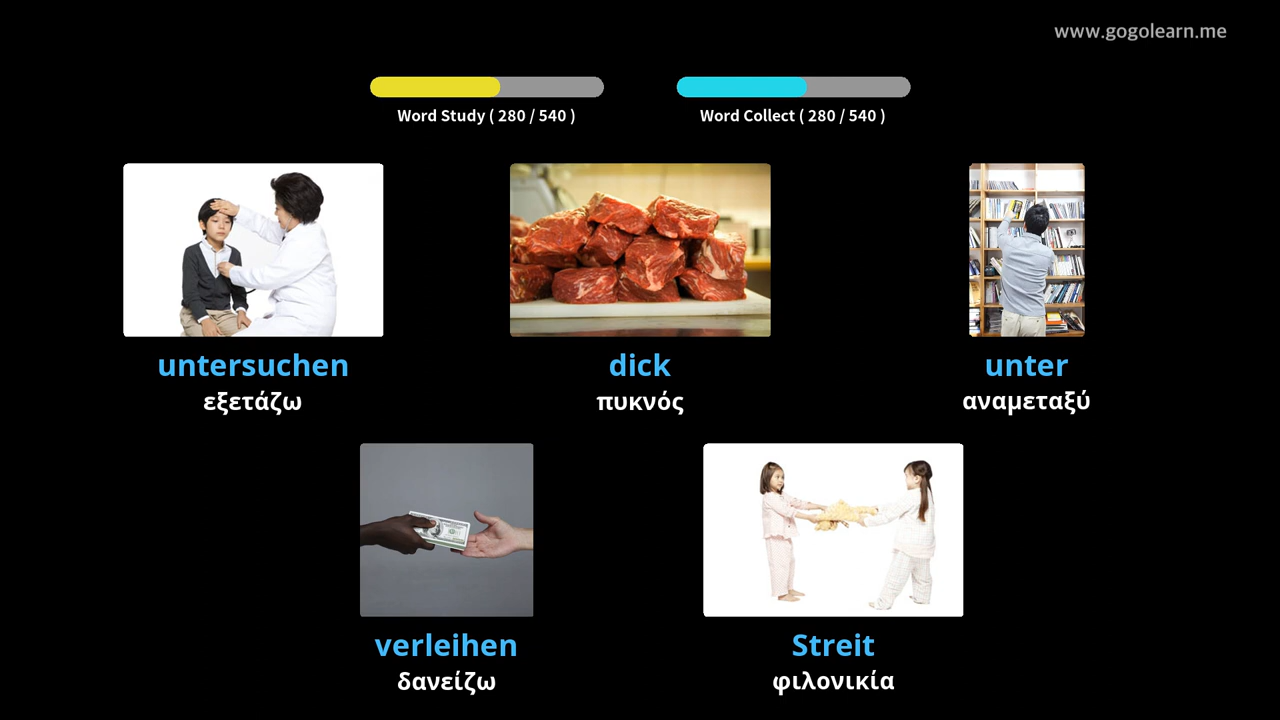 www.gogolearn.me
Word Study ( 280 / 540 )
Word Collect ( 280 / 540 )
untersuchen
εξετάζω
dick
πυκνός
unter
αναμεταξύ
verleihen
δανείζω
Streit
φιλονικία